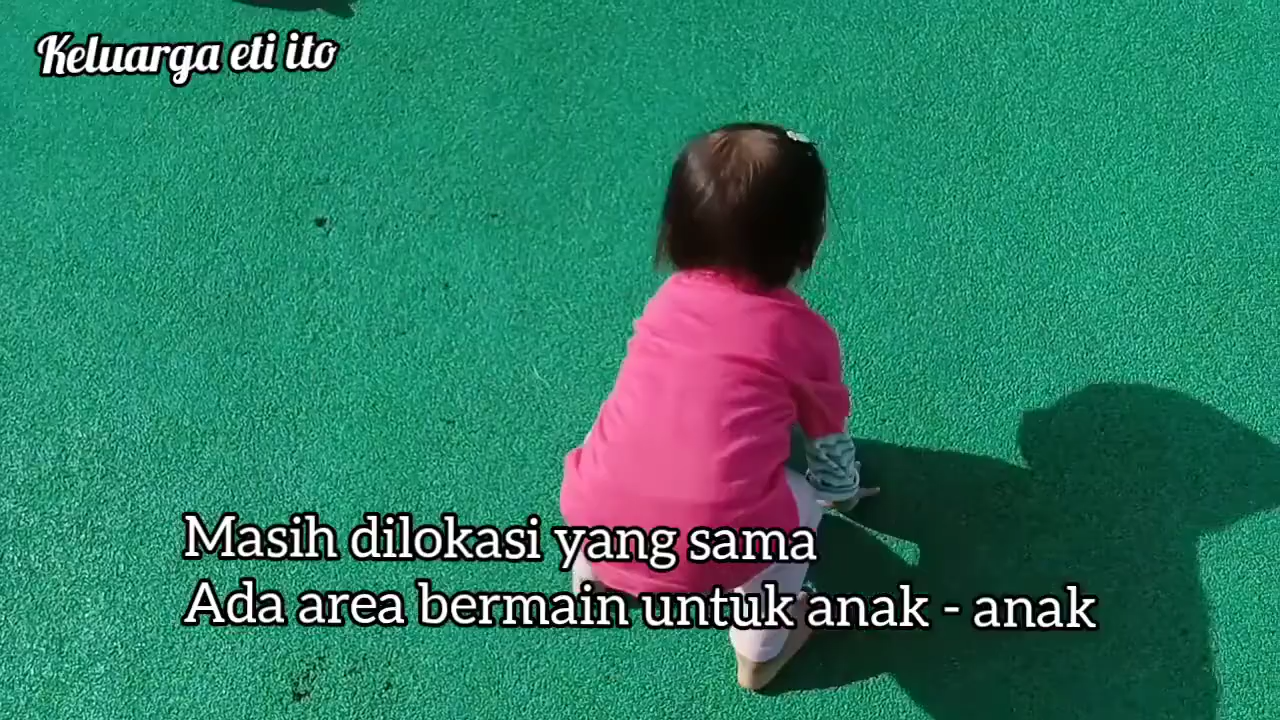 Keluarga eti ito
Masih dilokasi yang sama
Ada area bermain untuk anak - anak